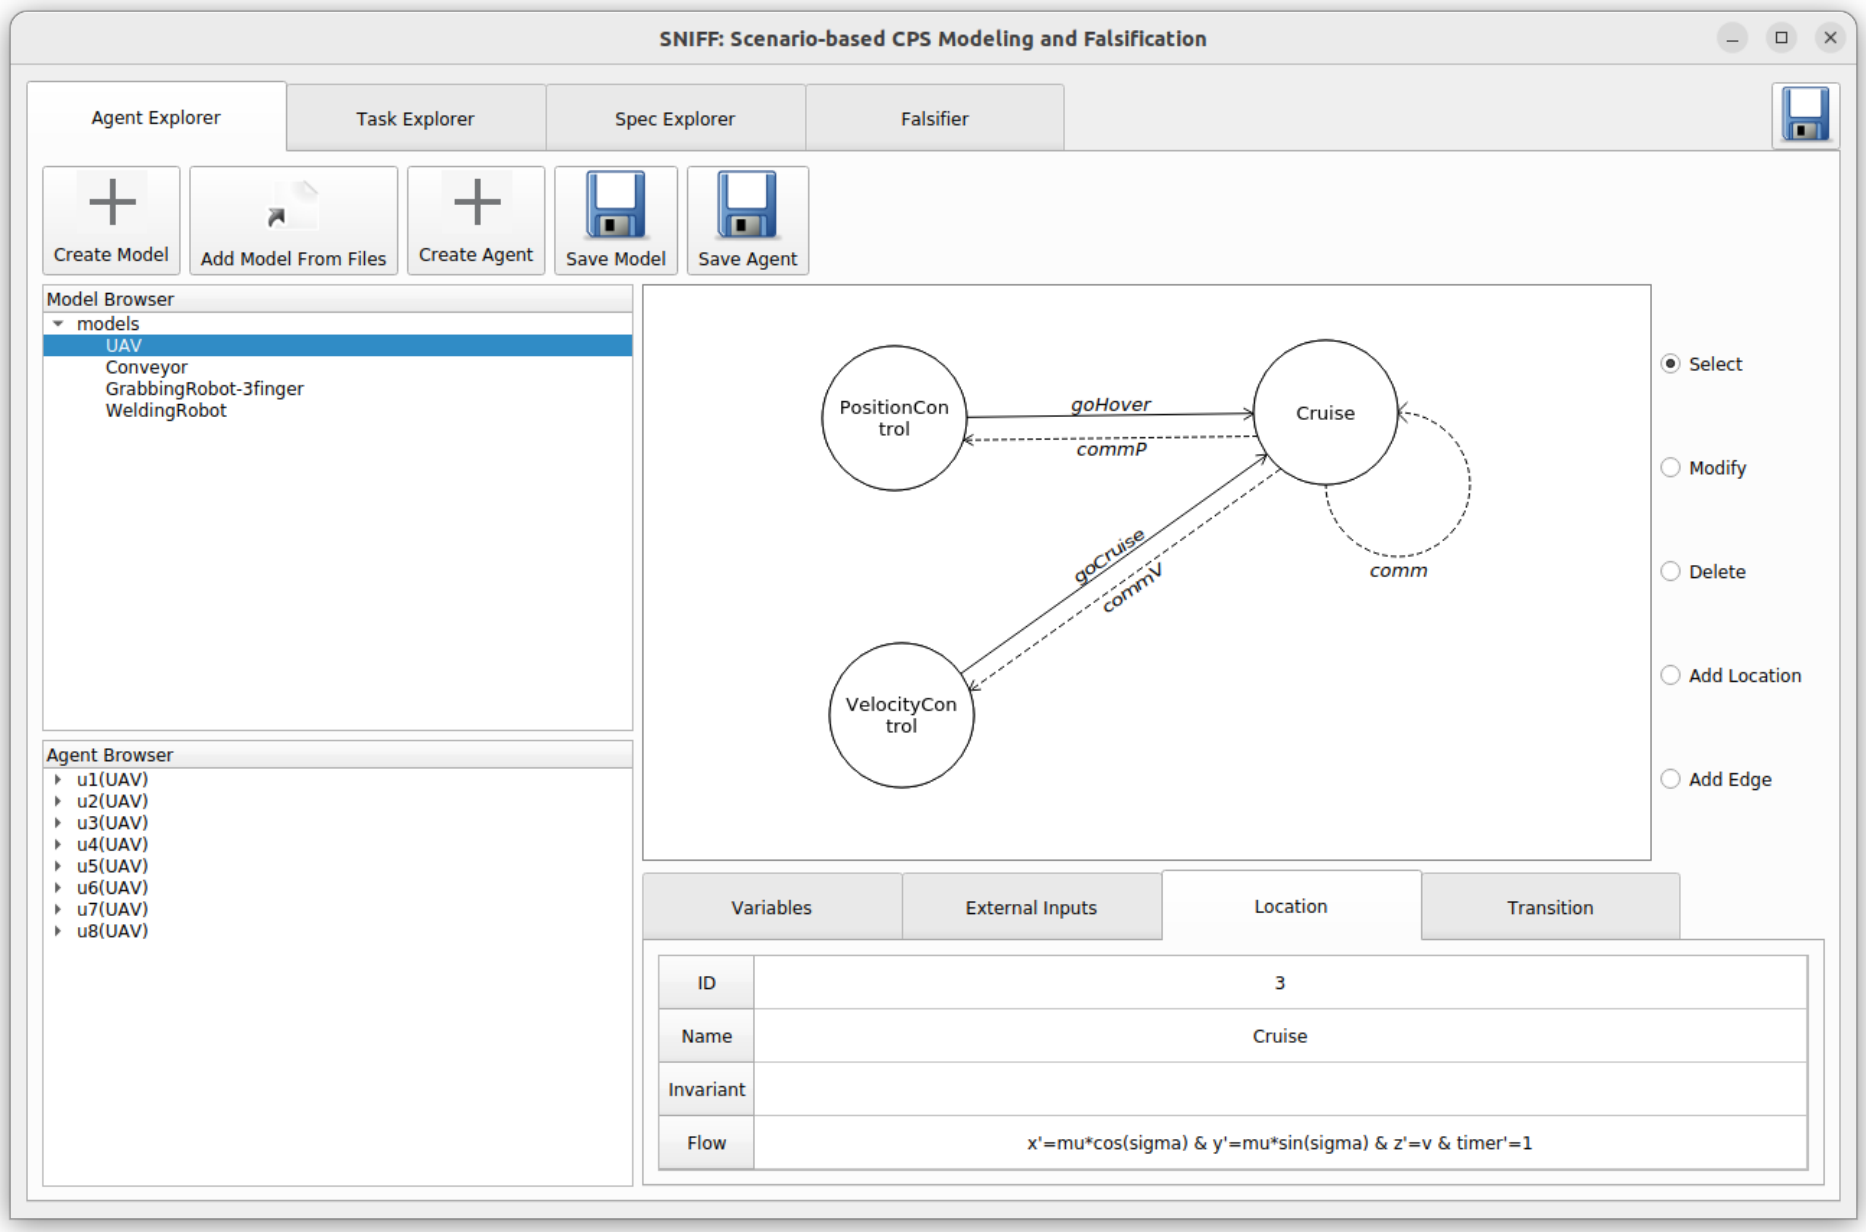 SNIFF: Scenario-based CPS Modeling and Falsification
Agent Explorer
Task Explorer
Spec Explorer
Falsifier
Create Model
Add Model From Files
Create Agent
Save Model
Save Agent
Model Browser
models
UAV
Conveyor
GrabbingRobot-3finger
WeldingRobot
Agent Browser
u1(UAV)
u2(UAV)
u3(UAV)
u4(UAV)
u5(UAV)
u6(UAV)
u7(UAV)
u8(UAV)
PositionCon
trol
goHover
commP
Cruise
goCruise
commV
comm
VelocityCon
trol
Select
Modify
Delete
Add Location
Add Edge
Variables
External Inputs
Location
Transition
ID
3
Name
Cruise
Invariant
Flow
x'=mu*cos(sigma) & y'=mu*sin(sigma) & z'=v & timer'=1